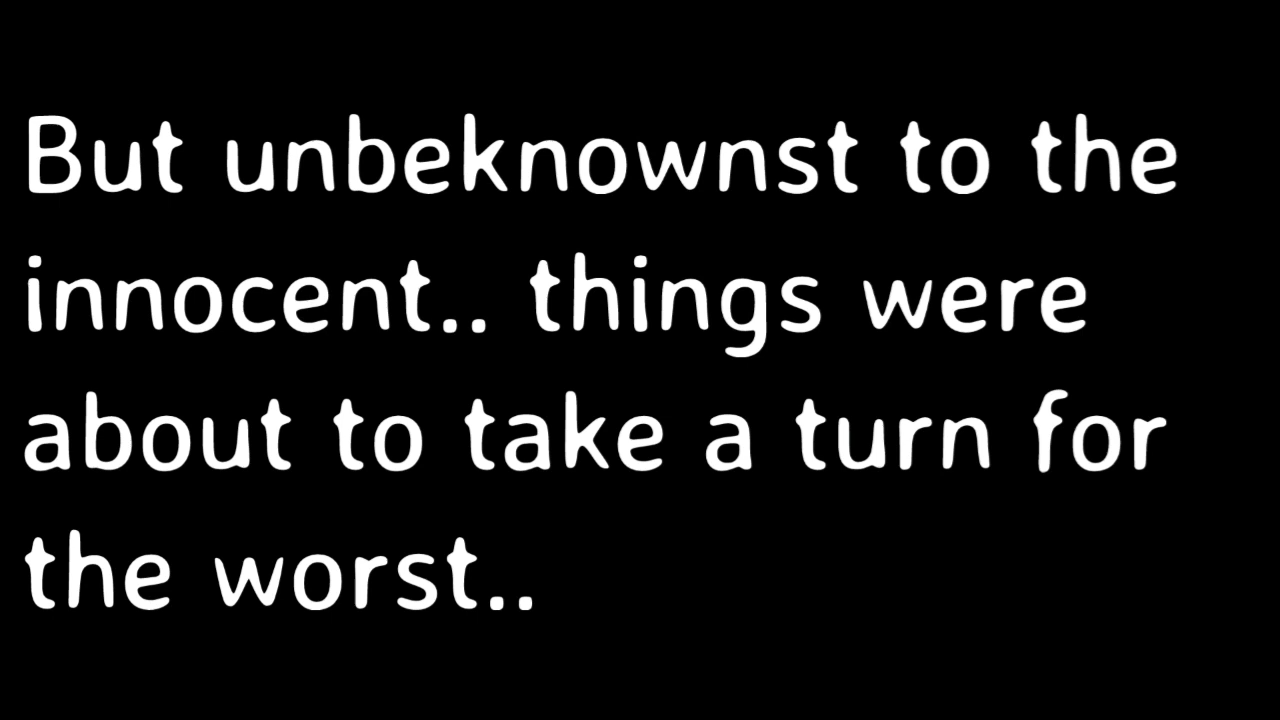 But unbeknownst to the
innocent.. things were
about to take a turn for
the worst..